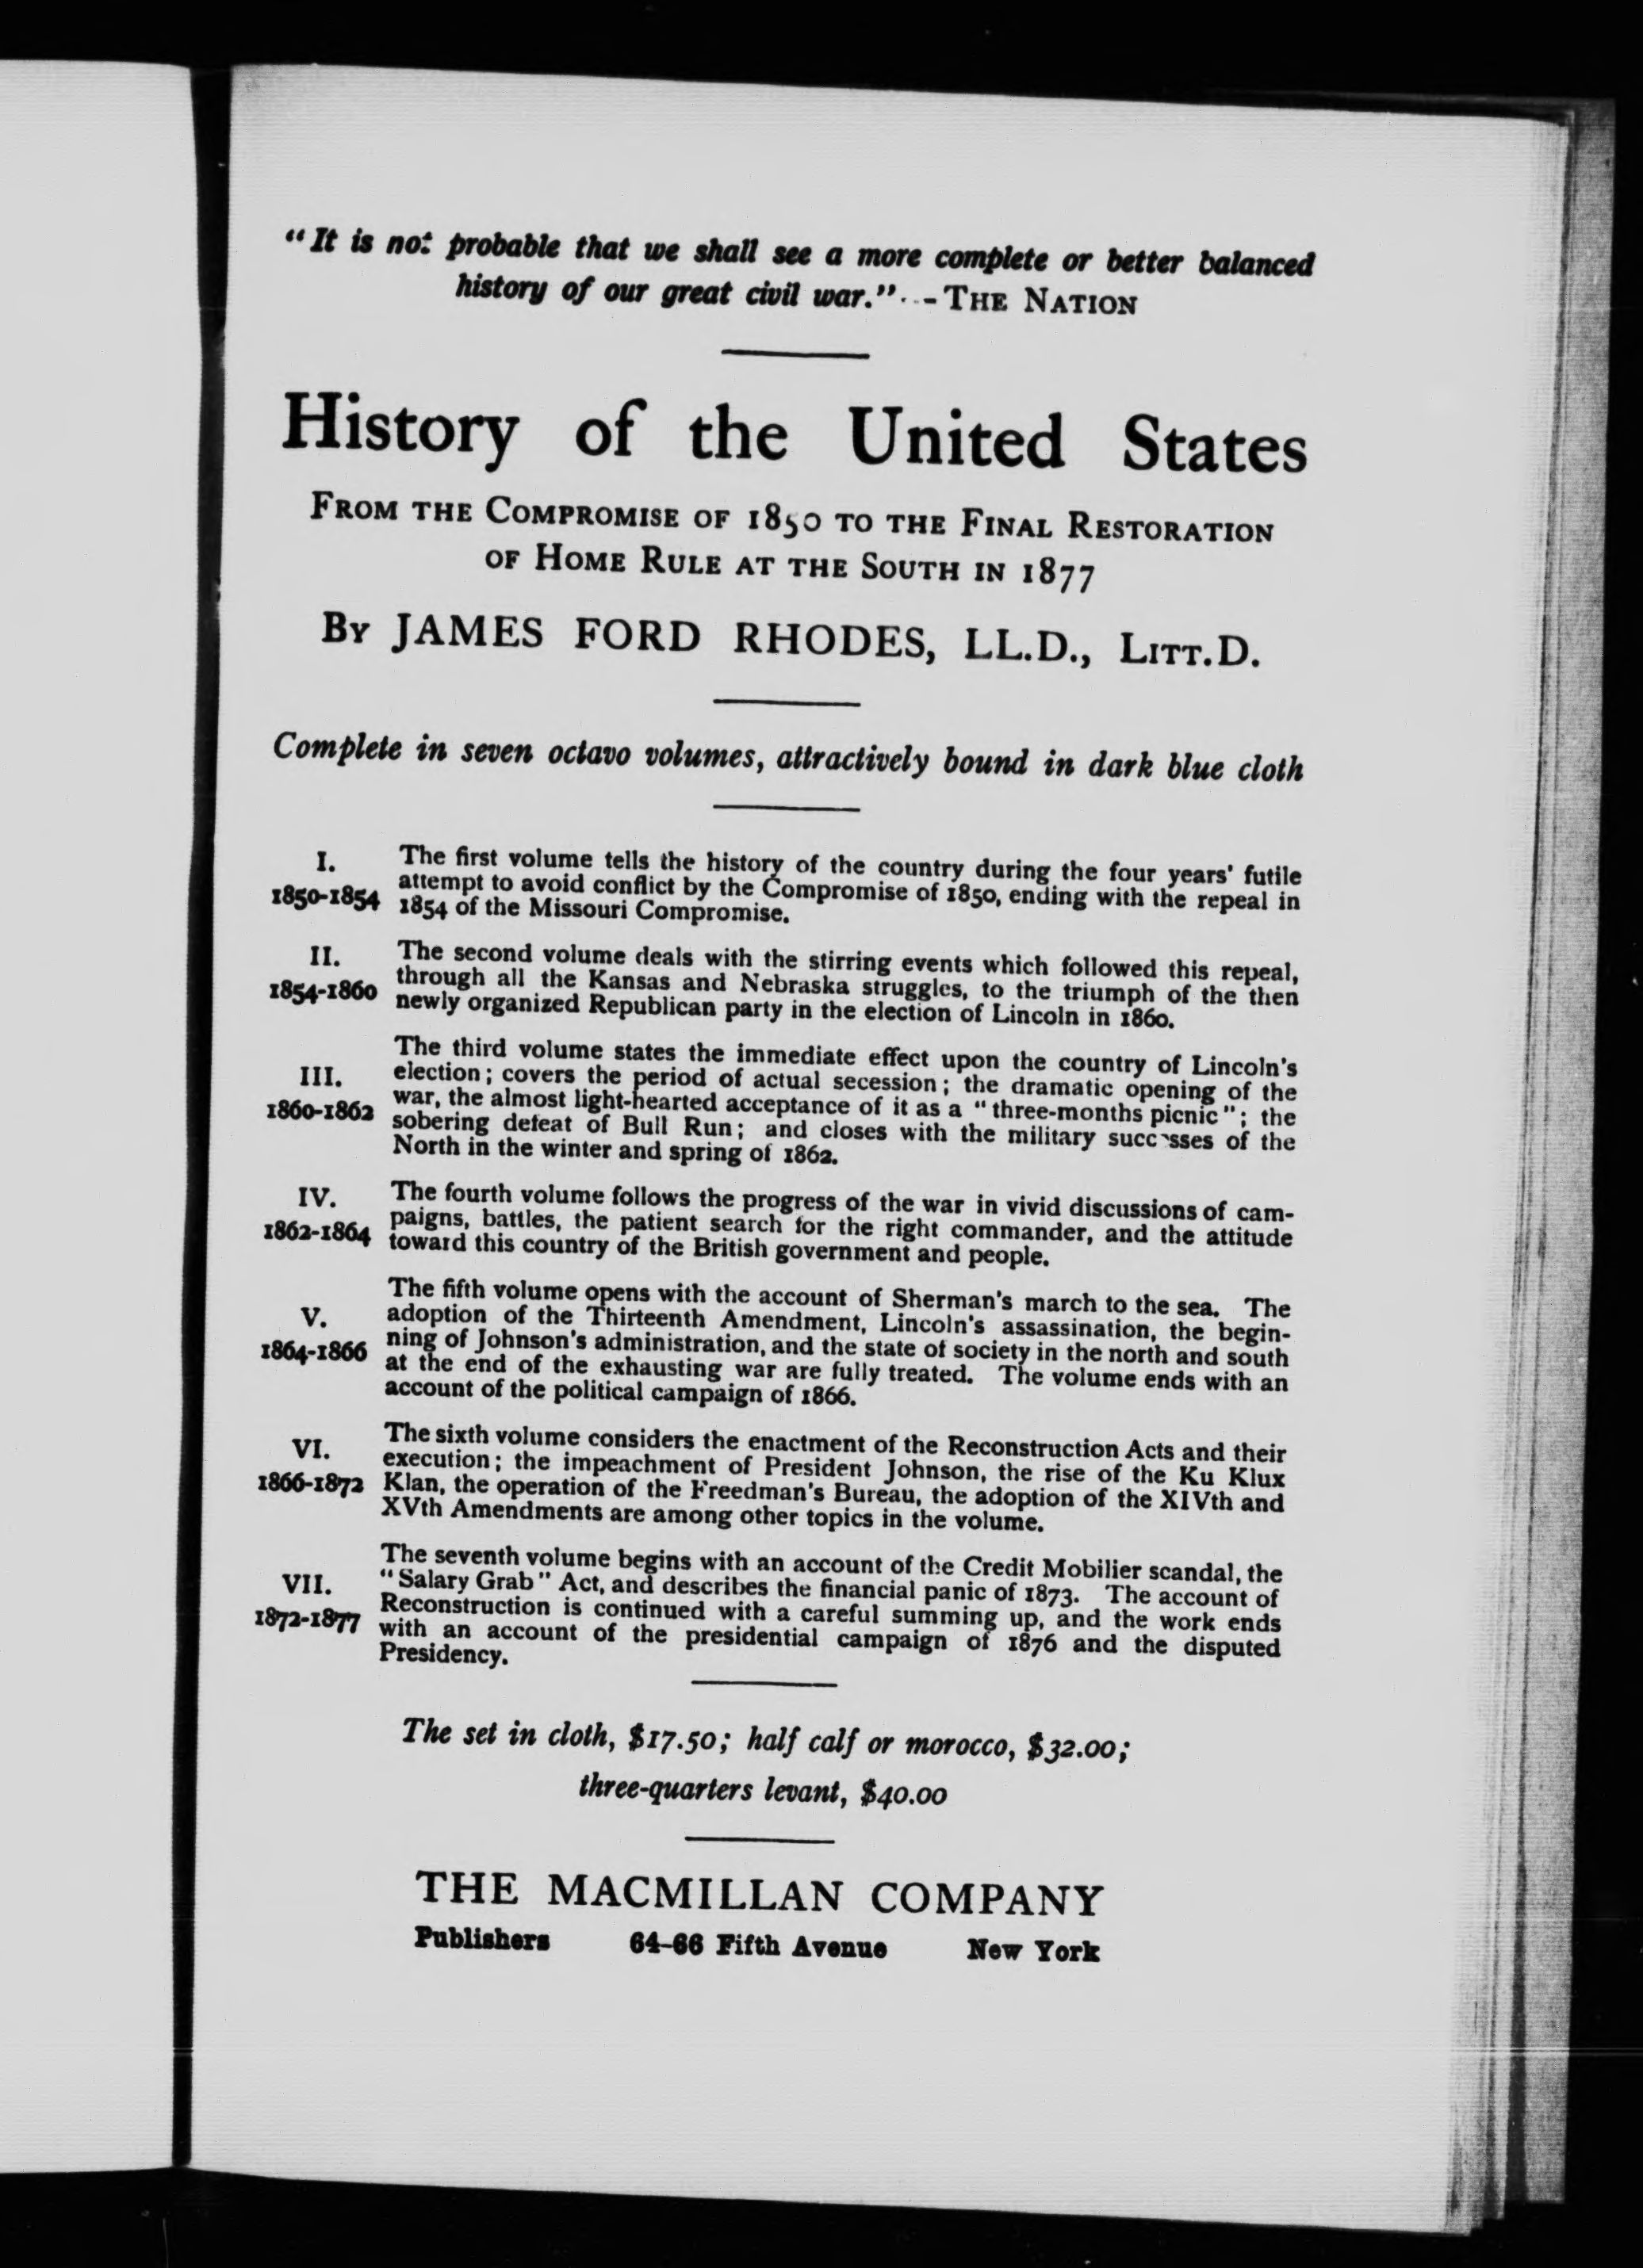 "It is not probable that we shall see a more complete or better balanced
history of our great civil war." - THE NATION
History of the United States
FROM THE COMPROMISE OF 1850 TO THE FINAL RESTORATION
OF HOME RULE AT THE SOUTH IN 1877
BY JAMES FORD RHODES, LL.D., LITT.D.
Complete in seven octavo volumes, attractively bound in dark blue cloth
I.
1850-1854
The first volume tells the history of the country during the four years' futile
attempt to avoid conflict by the Compromise of 1850, ending with the repeal in
1854 of the Missouri Compromise.
II.
1854-1860
The second volume deals with the stirring events which followed this repeal,
through all the Kansas and Nebraska struggles, to the triumph of the then
newly organized Republican party in the election of Lincoln in 1860.
III.
1860-1862
The third volume states the immediate effect upon the country of Lincoln's
election; covers the period of actual secession; the dramatic opening of the
war, the almost light-hearted acceptance of it as a "three-months picnic"; the
sobering defeat of Bull Run; and closes with the military successes of the
North in the winter and spring of 1862.
IV.
1862-1864
The fourth volume follows the progress of the war in vivid discussions of cam-
paigns, battles, the patient search for the right commander, and the attitude
toward this country of the British government and people.
V.
1864-1866
The fifth volume opens with the account of Sherman's march to the sea. The
adoption of the Thirteenth Amendment, Lincoln's assassination, the begin-
ning of Johnson's administration, and the state of society in the north and south
at the end of the exhausting war are fully treated. The volume ends with an
account of the political campaign of 1866.
VI.
1866-1872
The sixth volume considers the enactment of the Reconstruction Acts and their
execution; the impeachment of President Johnson, the rise of the Ku Klux
Klan, the operation of the Freedman's Bureau, the adoption of the XIVth and
XVth Amendments are among other topics in the volume.
VII.
1872-1877
The seventh volume begins with an account of the Credit Mobilier scandal, the
"Salary Grab" Act, and describes the financial panic of 1873. The account of
Reconstruction is continued with a careful summing up, and the work ends
with an account of the presidential campaign of 1876 and the disputed
Presidency.
The set in cloth, $17.50; half calf or morocco, $32.00;
three-quarters levant, $40.00
THE MACMILLAN COMPANY
Publishers 64-66 Fifth Avenue New York